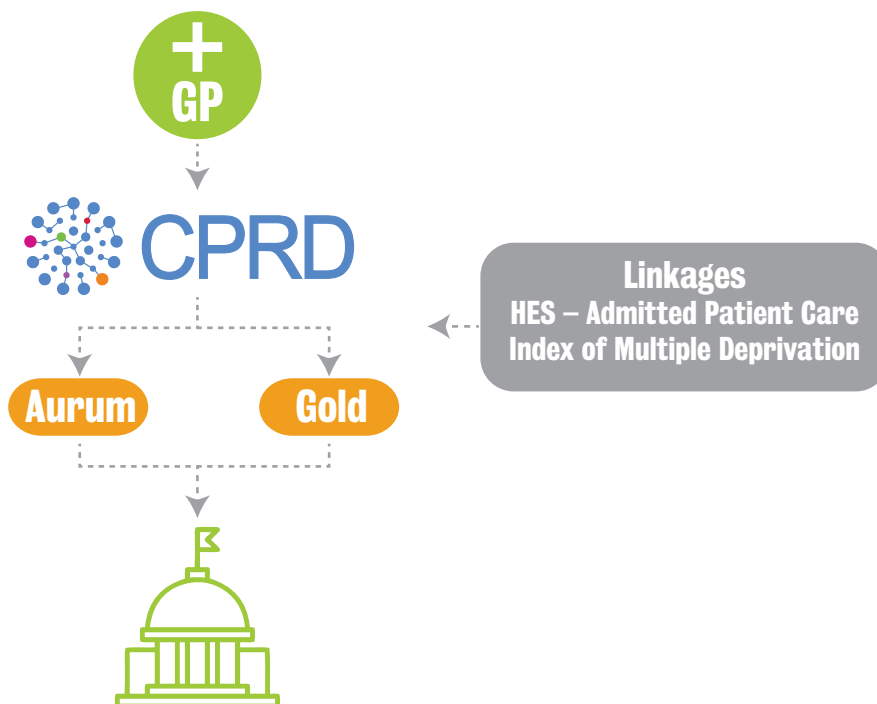 GP
CPRD
Linkages
HES – Admitted Patient Care
Index of Multiple Deprivation
Aurum
Gold